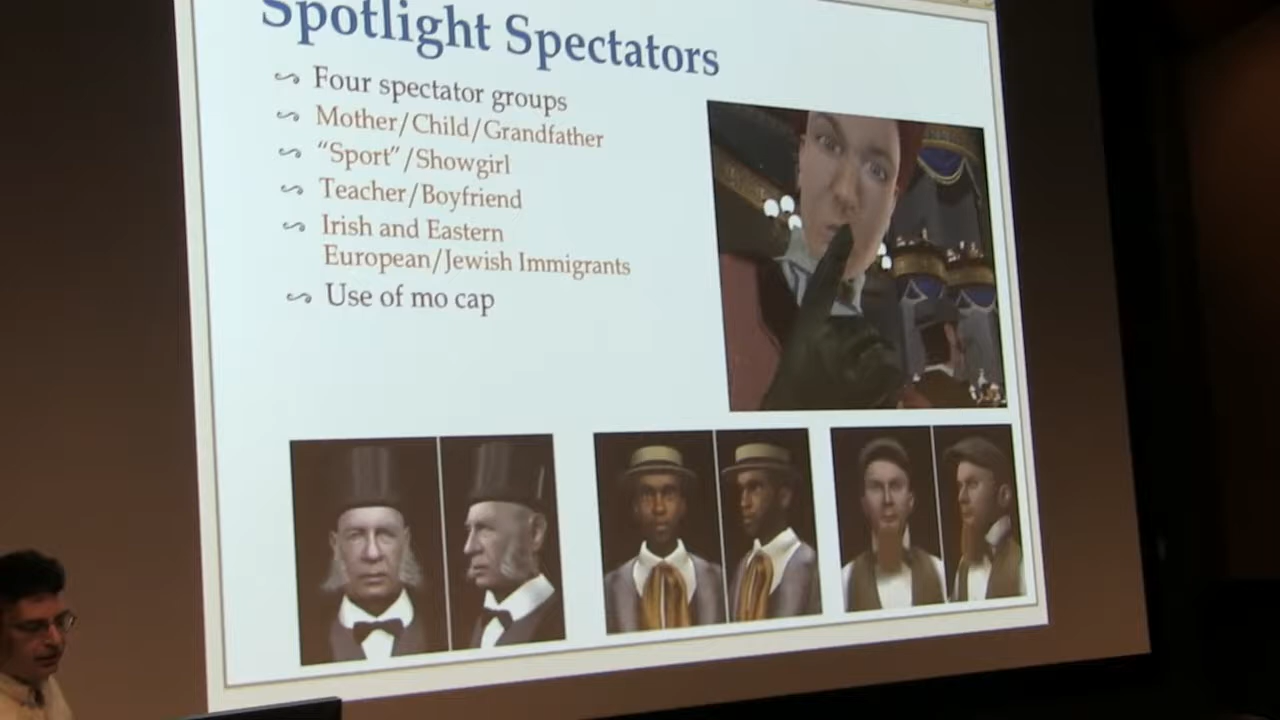 Spotlight Spectators
Four spectator groups
Mother/Child/Grandfather
“Sport”/Showgirl
Teacher/Boyfriend
Irish and Eastern
European/Jewish Immigrants
Use of mo cap